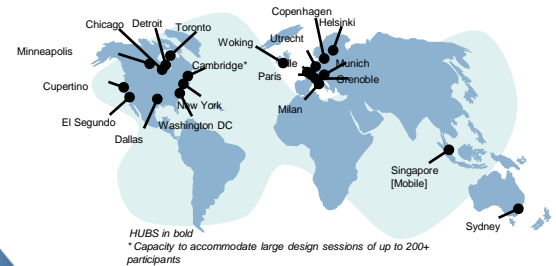 Copenhagen
Helsinki
Chicago
Detroit
Toronto
Utrecht
Woking
Minneapolis
Cambridge*
Munich
Paris
Grenoble
Cupertino
New York
Milan
El Segundo
Washington DC
Dallas
Singapore
[Mobile]
Sydney
HUBS in bold
* Capacity to accommodate large design sessions of up to 200+
participants